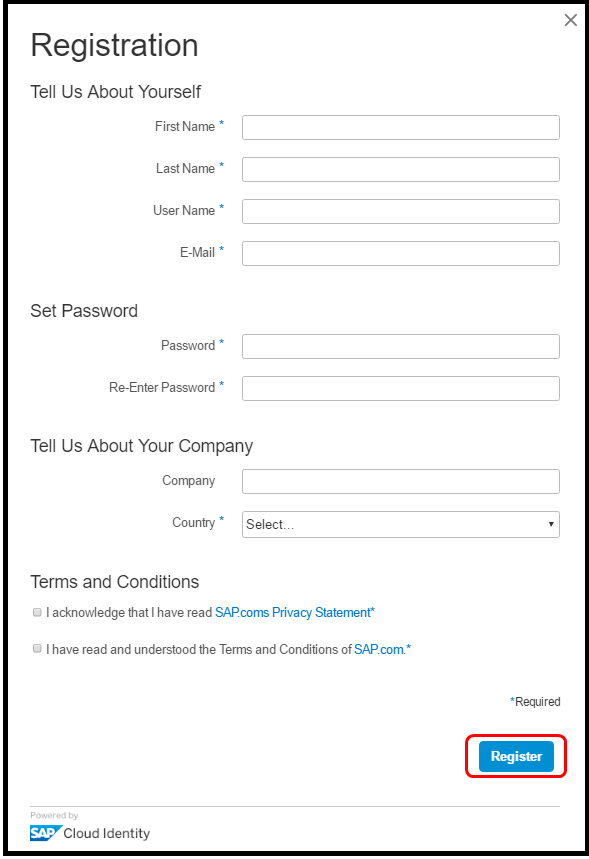 Registration
Tell Us About Yourself
First Name *
Last Name *
User Name *
E-Mail *
Set Password
Password *
Re-Enter Password *
Tell Us About Your Company
Company
Country * Select...
Terms and Conditions
I acknowledge that I have read SAP.coms Privacy Statement*
I have read and understood the Terms and Conditions of SAP.com.*
*Required
Register
Powered by
SAP Cloud Identity